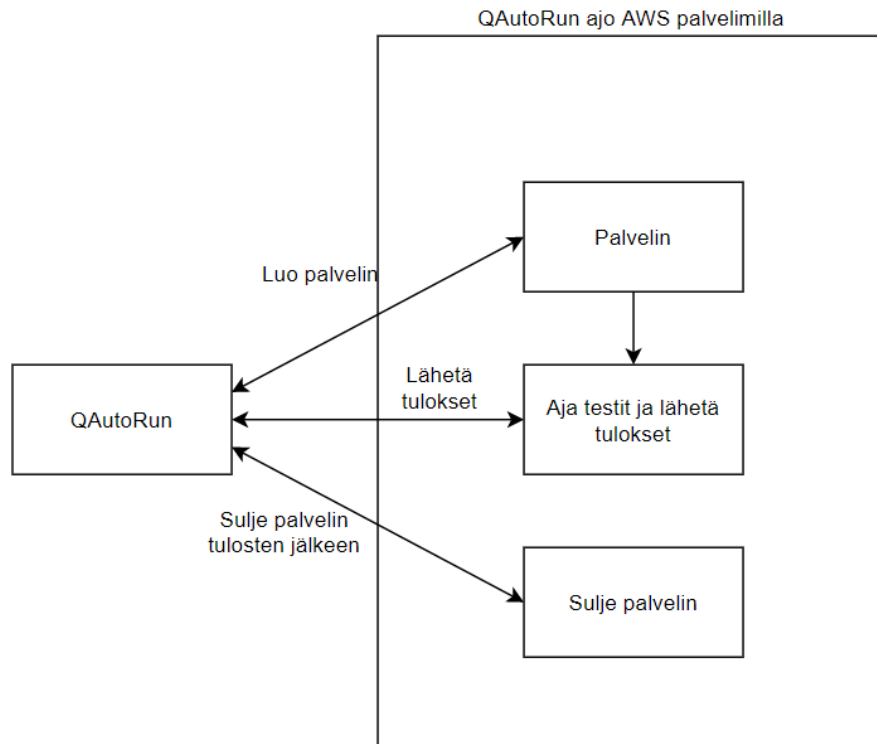 QAutoRun ajo AWS palvelimilla
Palvelin
Luo palvelin
Lähetä
tulokset
QAutoRun
Aja testit ja lähetä
tulokset
Sulje palvelin
tulosten jälkeen
Sulje palvelin